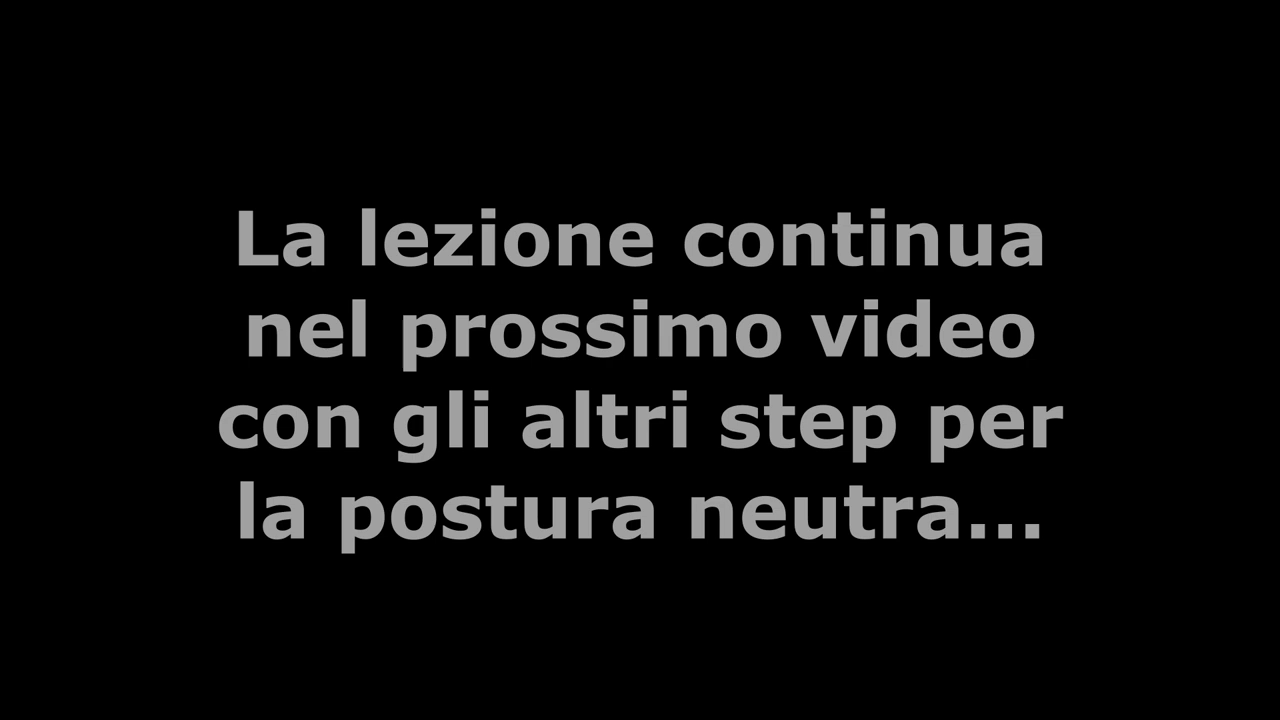 La lezione continua
nel prossimo video
con gli altri step per
la postura neutra...